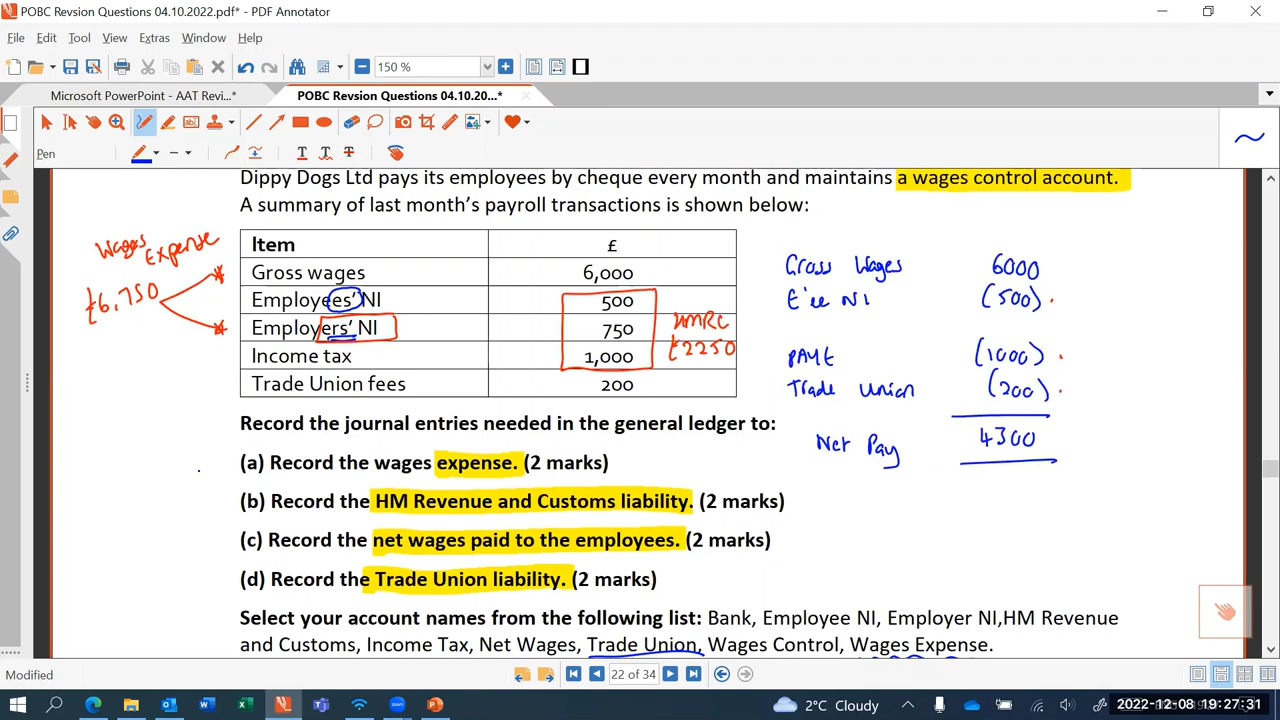 POBC Revsion Questions 04.10.2022.pdf* - PDF Annotator
File Edit Tool View Extras Window Help
150 %
Microsoft PowerPoint - AAT Revi...*
POBC Revsion Questions 04.10.20...*
Pen
Dippy Dogs Ltd pays its employees by cheque every month and maintains a wages control account.
A summary of last month's payroll transactions is shown below:
Wages Expense
£6,750
Item £
Gross wages 6,000
Employees' NI 500
Employers' NI 750
Income tax 1,000
Trade Union fees 200
HMRC
£2250
Gross Wages 6000
E'ee NI (500)
PAYE (1000)
Trade Union (200)
Net Pay 4300
Record the journal entries needed in the general ledger to:
(a) Record the wages expense. (2 marks)
(b) Record the HM Revenue and Customs liability. (2 marks)
(c) Record the net wages paid to the employees. (2 marks)
(d) Record the Trade Union liability. (2 marks)
Select your account names from the following list: Bank, Employee NI, Employer NI,HM Revenue
and Customs, Income Tax, Net Wages, Trade Union, Wages Control, Wages Expense.
Modified
22 of 34
2°C Cloudy
2022-12-08 19:27:31